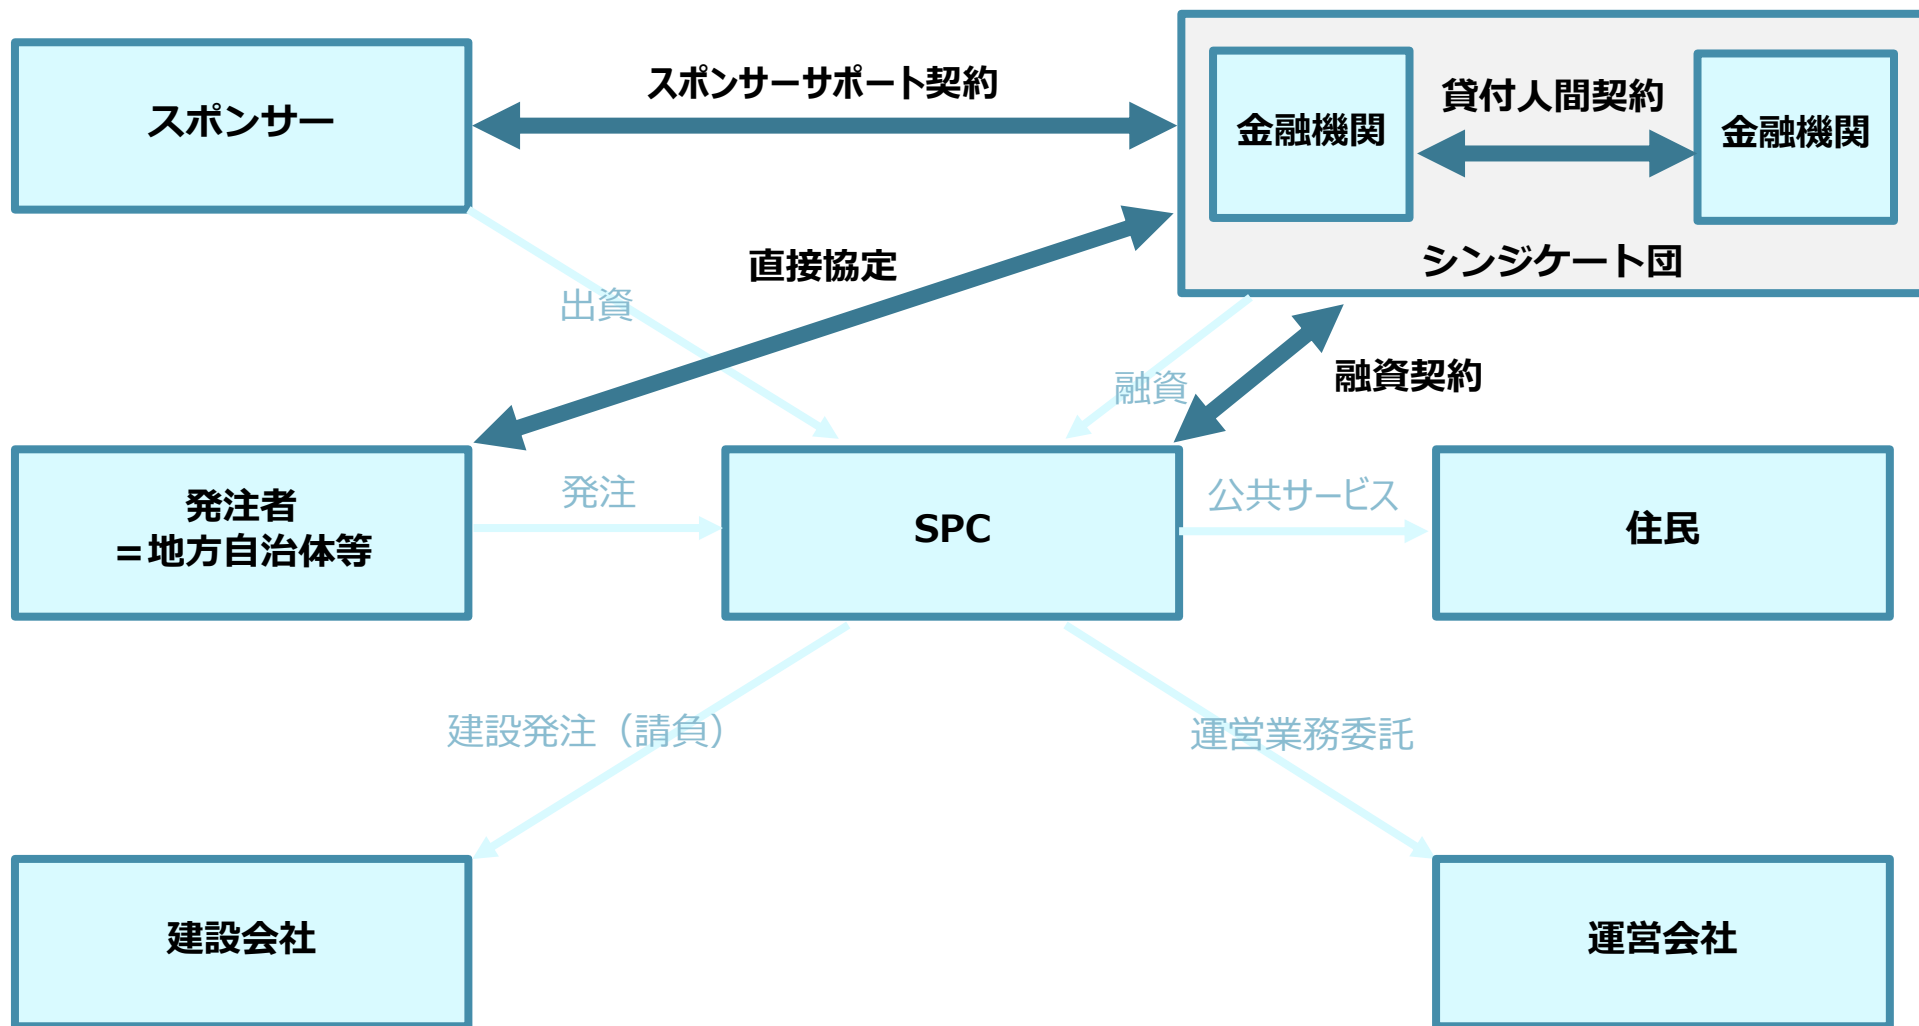 スポンサー
スポンサーサポート契約
金融機関
貸付人間契約
金融機関
シンジケート団
直接協定
出資
融資
融資契約
発注者
=地方自治体等
発注
SPC
公共サービス
住民
建設発注（請負）
運営業務委託
建設会社
運営会社